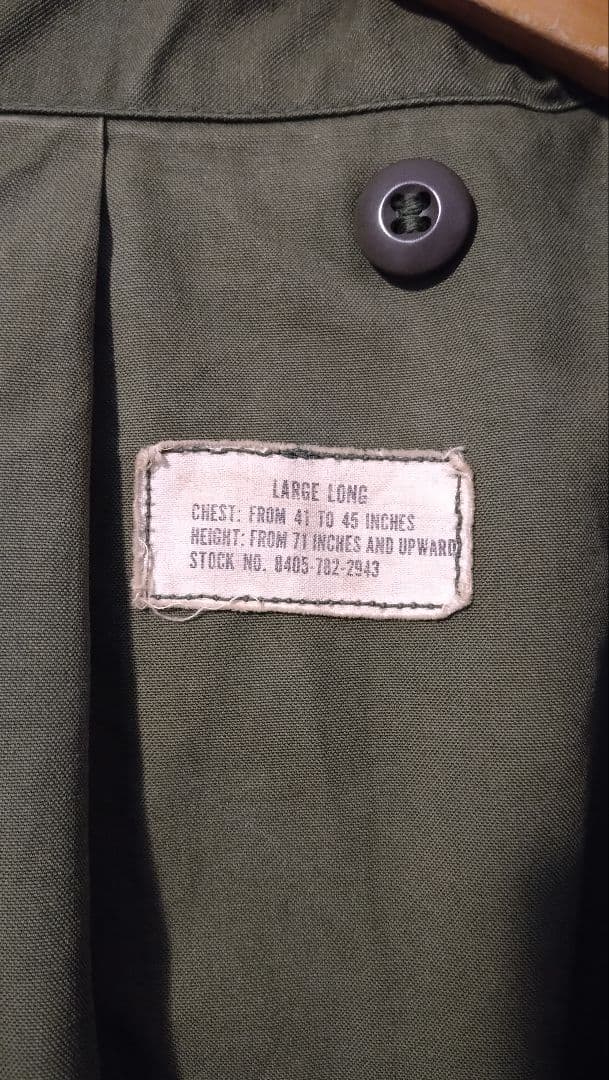 LARGE LONG
CHEST: FROM 41 TO 45 INCHES
HEIGHT: FROM 71 INCHES AND UPWARD
STOCK NO. 8405-782-2943